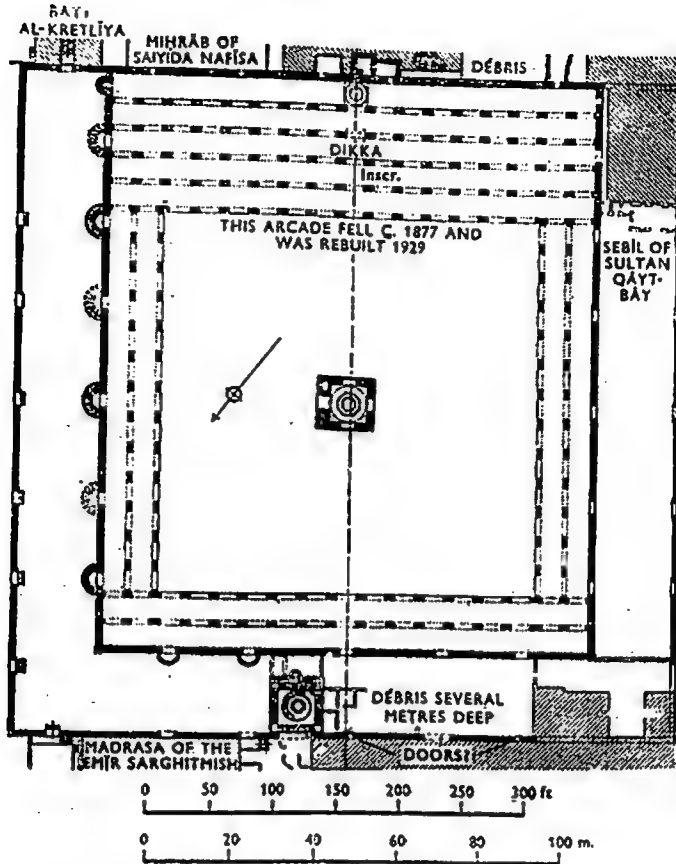 BAYT
AL-KRETLĪYA
MIHRĀB OF
SAIYIDA NAFĪSA
DÉBRIS
DIKKA
Inscr.
THIS ARCADE FELL C. 1877 AND
WAS REBUILT 1929
SEBĪL OF
SULTAN
QĀYT-
BĀY
DÉBRIS SEVERAL
METRES DEEP
MADRASA OF THE
EMĪR SARGHITMISH
DOORS
0 50 100 150 200 250 300 ft
0 20 40 60 80 100 m.